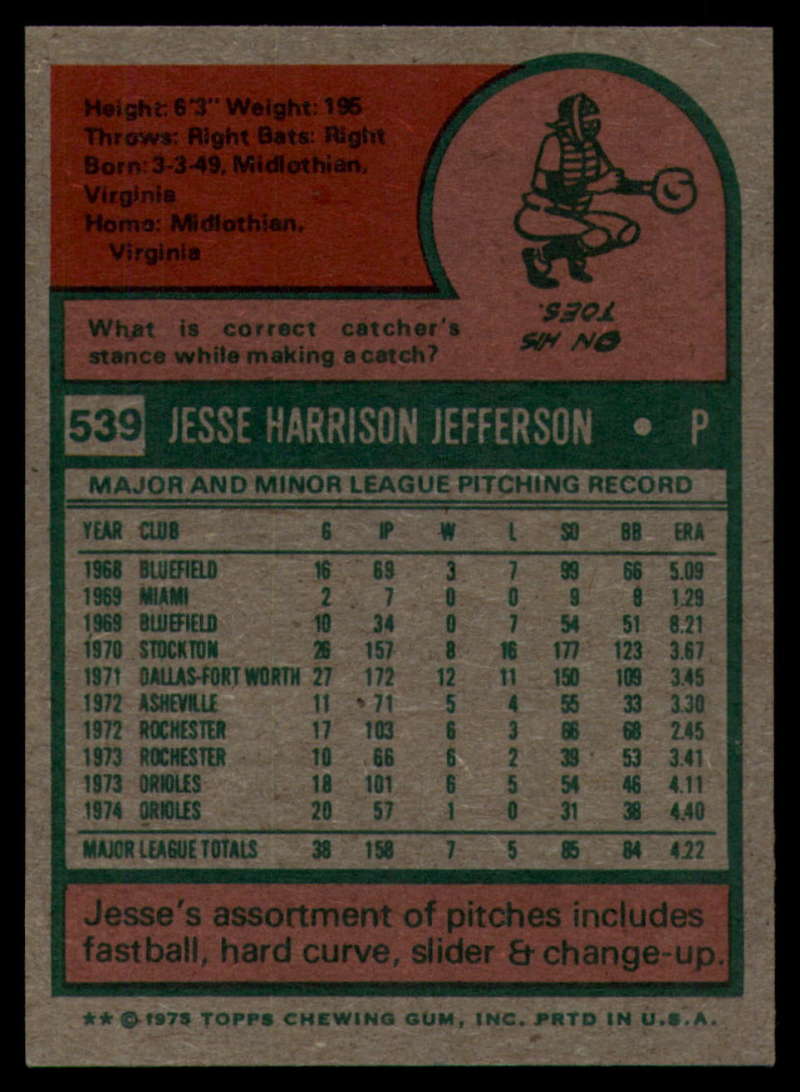 Height: 6'3" Weight: 195
Throws: Right Bats: Right
Born: 3-3-49, Midlothian,
Virginia
Home: Midlothian,
Virginia
ON HIS
TOES.
What is correct catcher's
stance while making a catch?
539 JESSE HARRISON JEFFERSON • P
MAJOR AND MINOR LEAGUE PITCHING RECORD
YEAR CLUB G IP W L SO BB ERA
1968 BLUEFIELD 16 69 3 7 99 66 5.09
1969 MIAMI 2 7 0 0 9 8 1.29
1969 BLUEFIELD 10 34 0 7 54 51 8.21
1970 STOCKTON 26 157 8 16 177 123 3.67
1971 DALLAS-FORT WORTH 27 172 12 11 150 109 3.45
1972 ASHEVILLE 11 71 5 4 55 33 3.30
1972 ROCHESTER 17 103 6 3 66 68 2.45
1973 ROCHESTER 10 66 6 2 39 53 3.41
1973 ORIOLES 18 101 6 5 54 46 4.11
1974 ORIOLES 20 57 1 0 31 38 4.40
MAJOR LEAGUE TOTALS 38 158 7 5 85 84 4.22
Jesse's assortment of pitches includes
fastball, hard curve, slider & change-up.
** © 1975 TOPPS CHEWING GUM, INC. PRTD IN U.S.A.